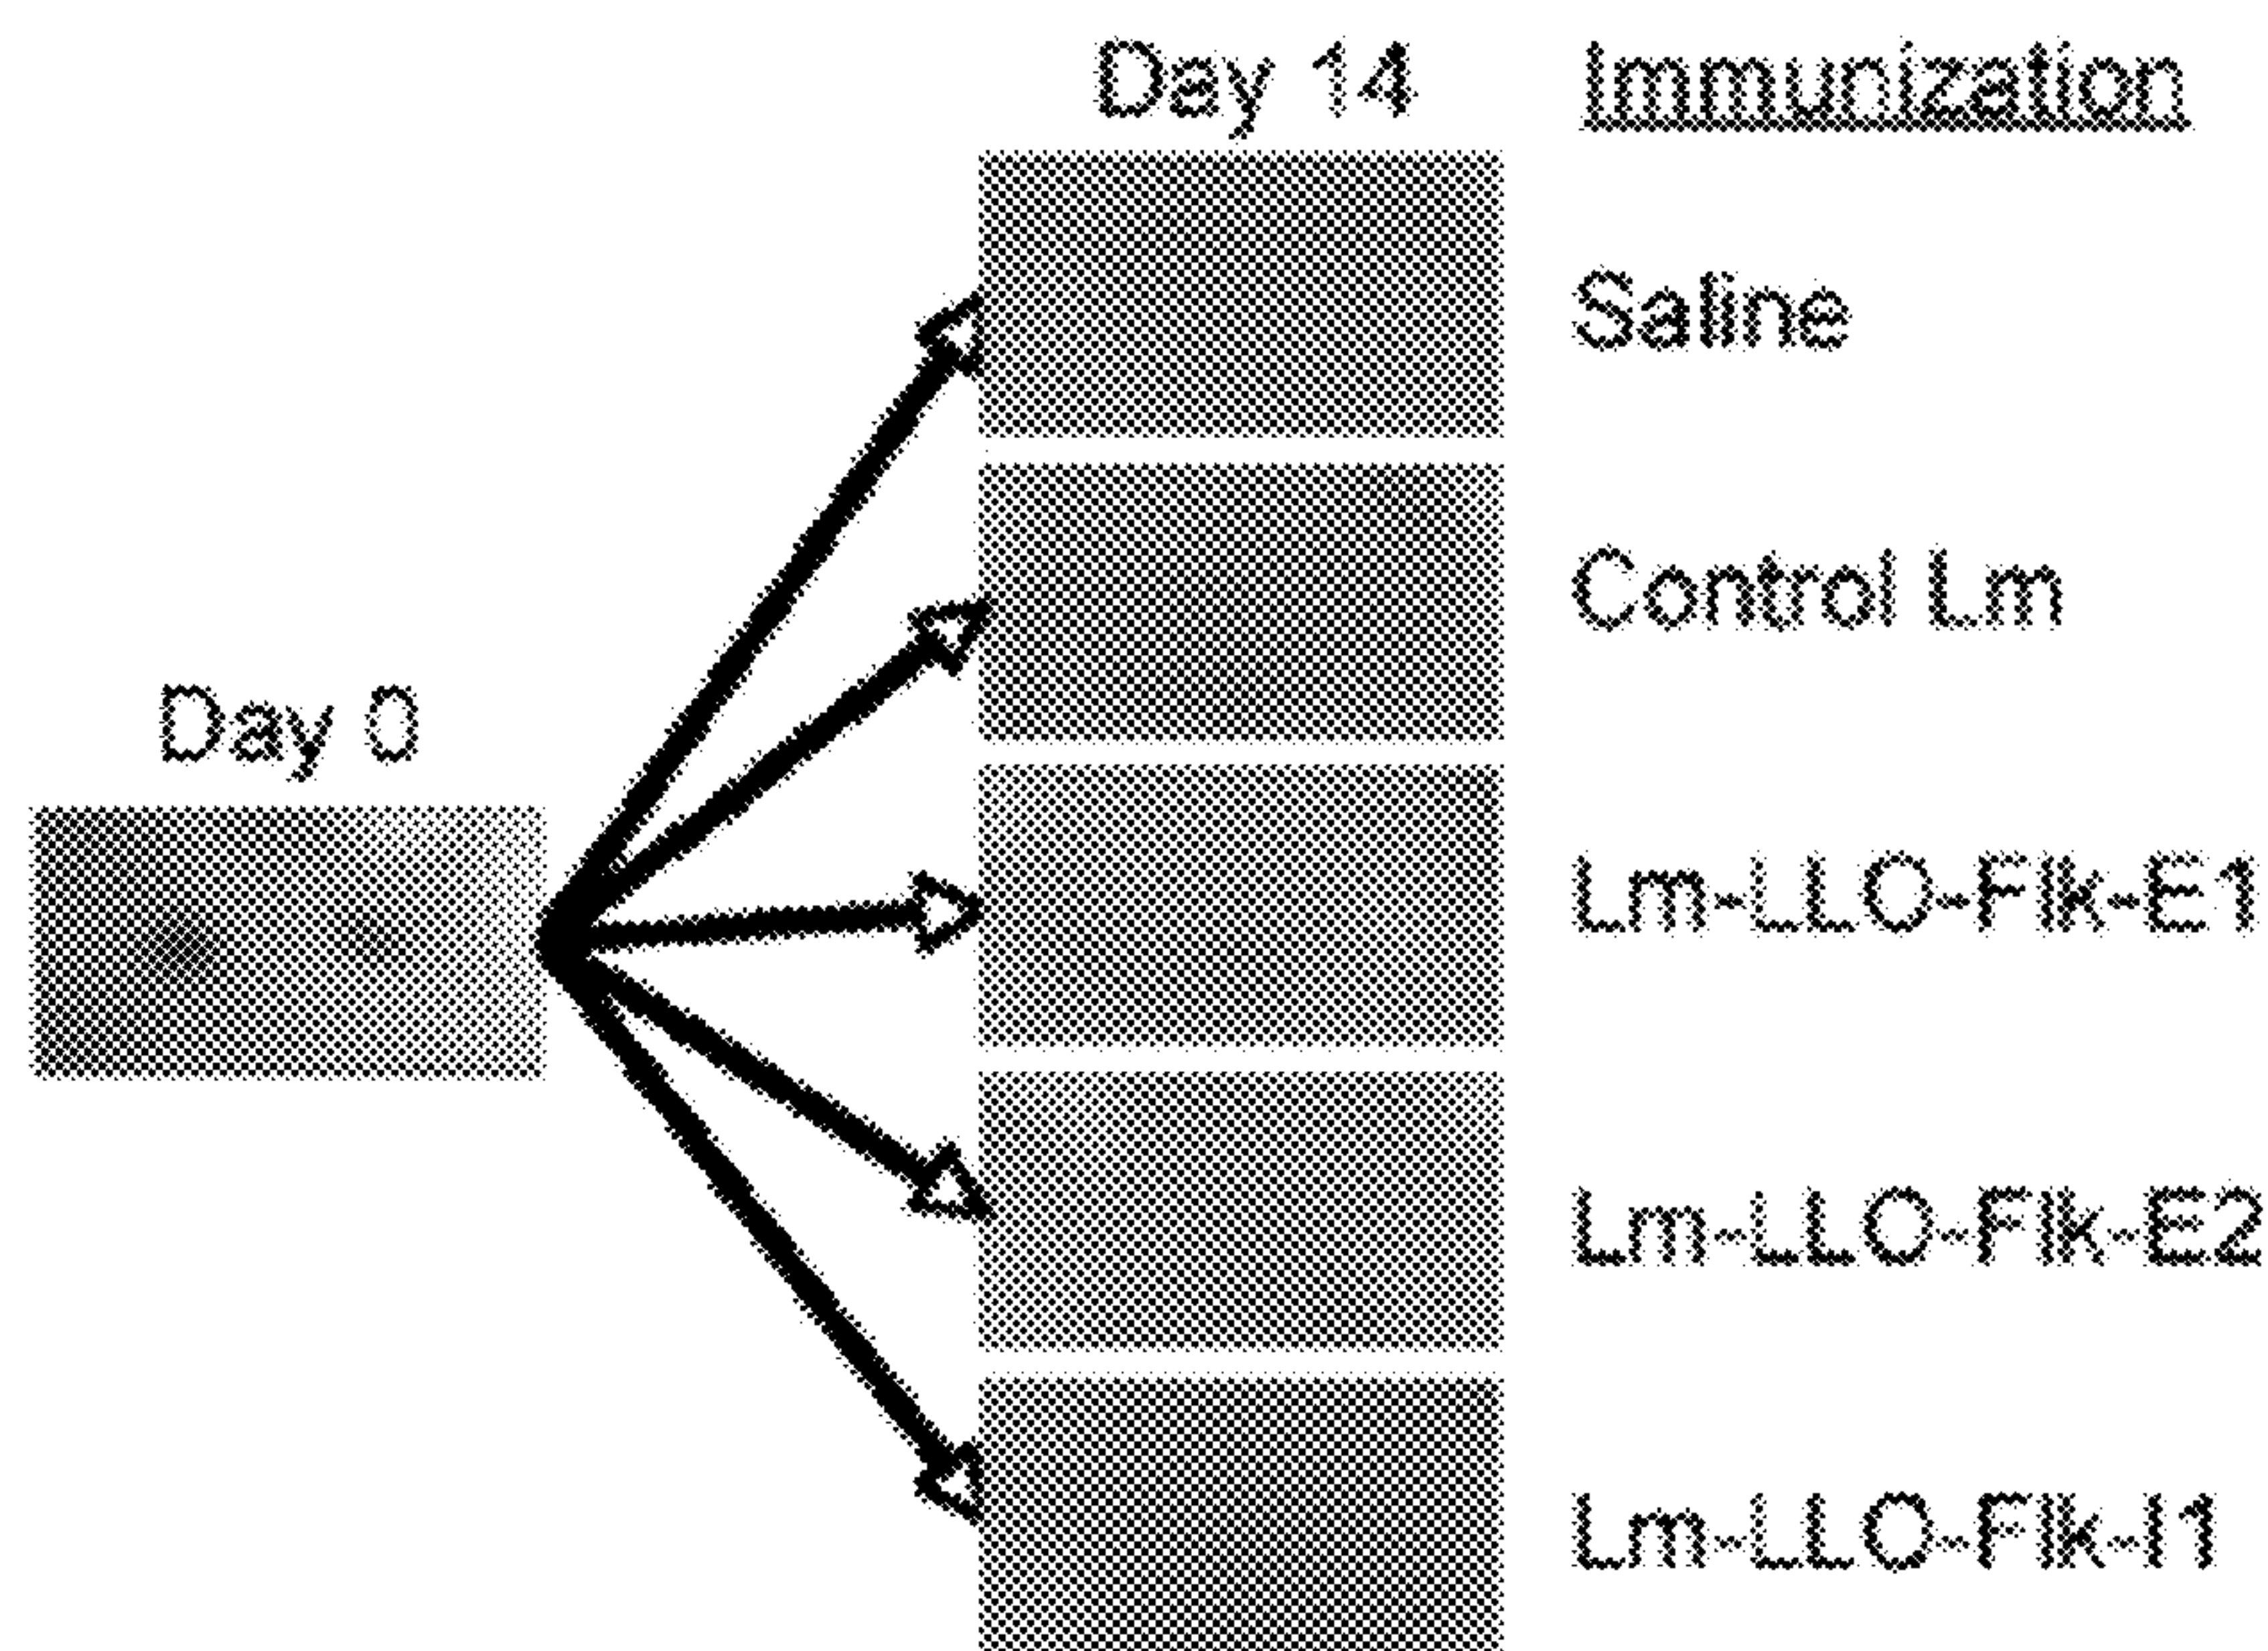 Day 14 Immunization
Saline
Control Lm
Day 0
Lm-LLO-Flk-E1
Lm-LLO-Flk-E2
Lm-LLO-Flk-I1